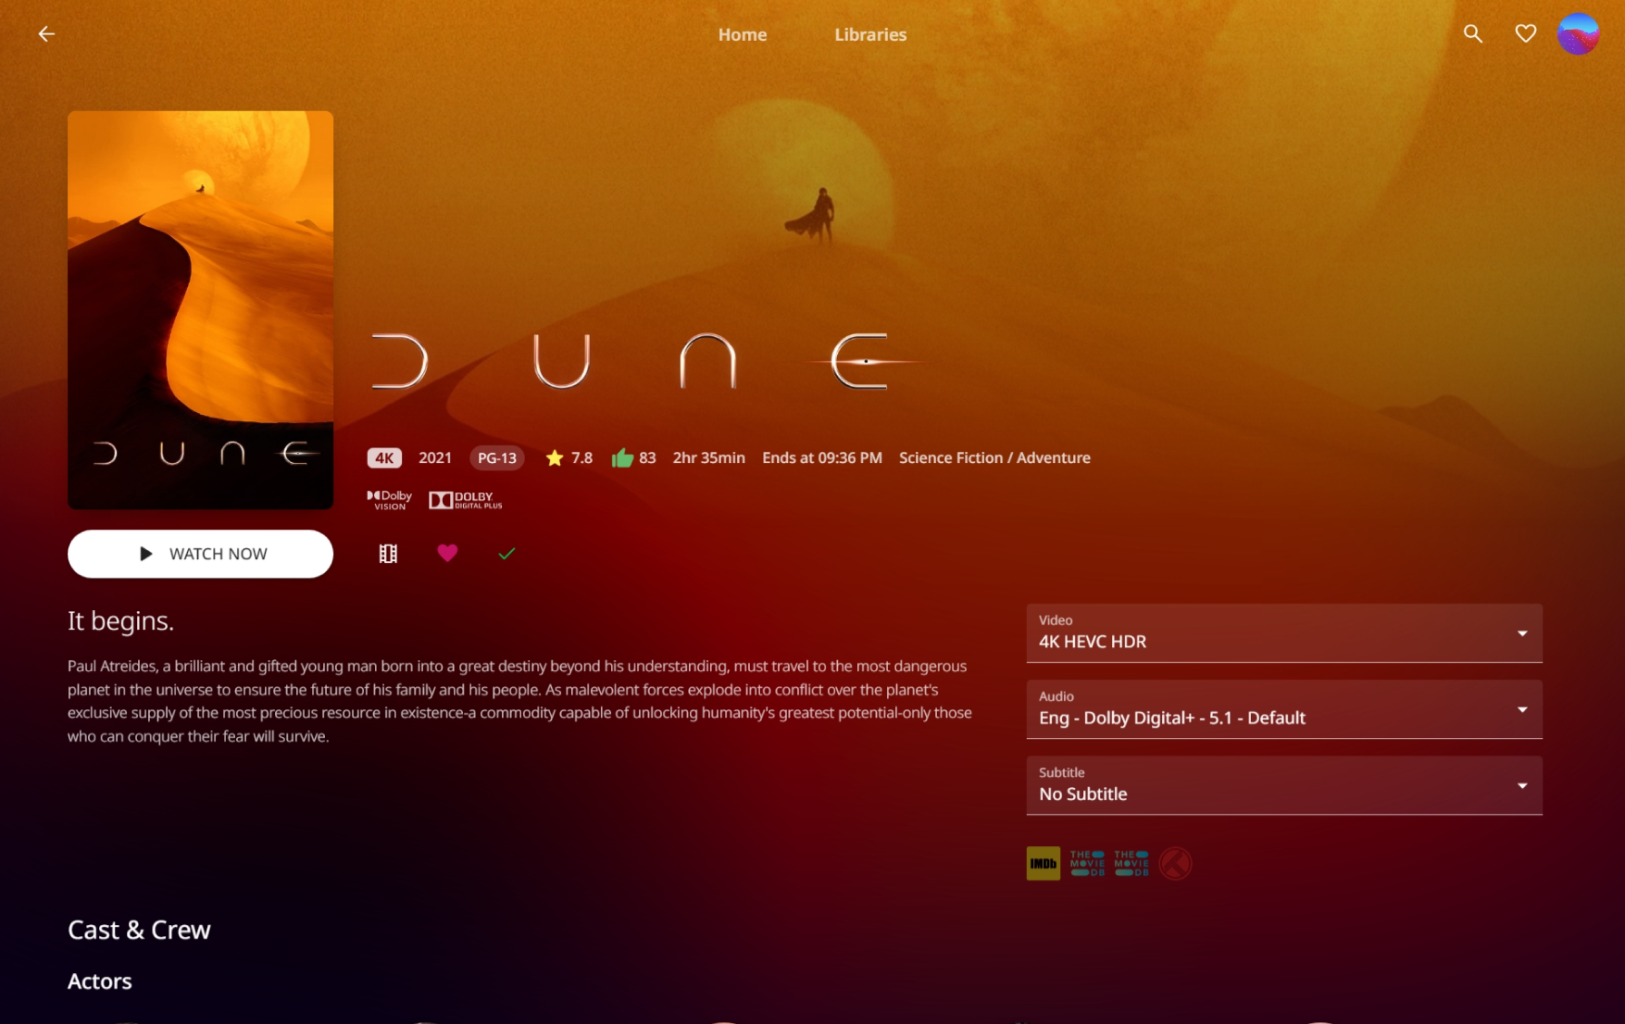 Home
Libraries
DUNE
DUNE
4K 2021 PG-13 7.8 83 2hr 35min Ends at 09:36 PM Science Fiction / Adventure
Dolby
VISION
DOLBY
DIGITAL PLUS
WATCH NOW
It begins.
Paul Atreides, a brilliant and gifted young man born into a great destiny beyond his understanding, must travel to the most dangerous
planet in the universe to ensure the future of his family and his people. As malevolent forces explode into conflict over the planet's
exclusive supply of the most precious resource in existence-a commodity capable of unlocking humanity's greatest potential-only those
who can conquer their fear will survive.
Video
4K HEVC HDR
Audio
Eng - Dolby Digital+ - 5.1 - Default
Subtitle
No Subtitle
IMDb
THE
MOVIE
DB
THE
MOVIE
DB
Cast & Crew
Actors